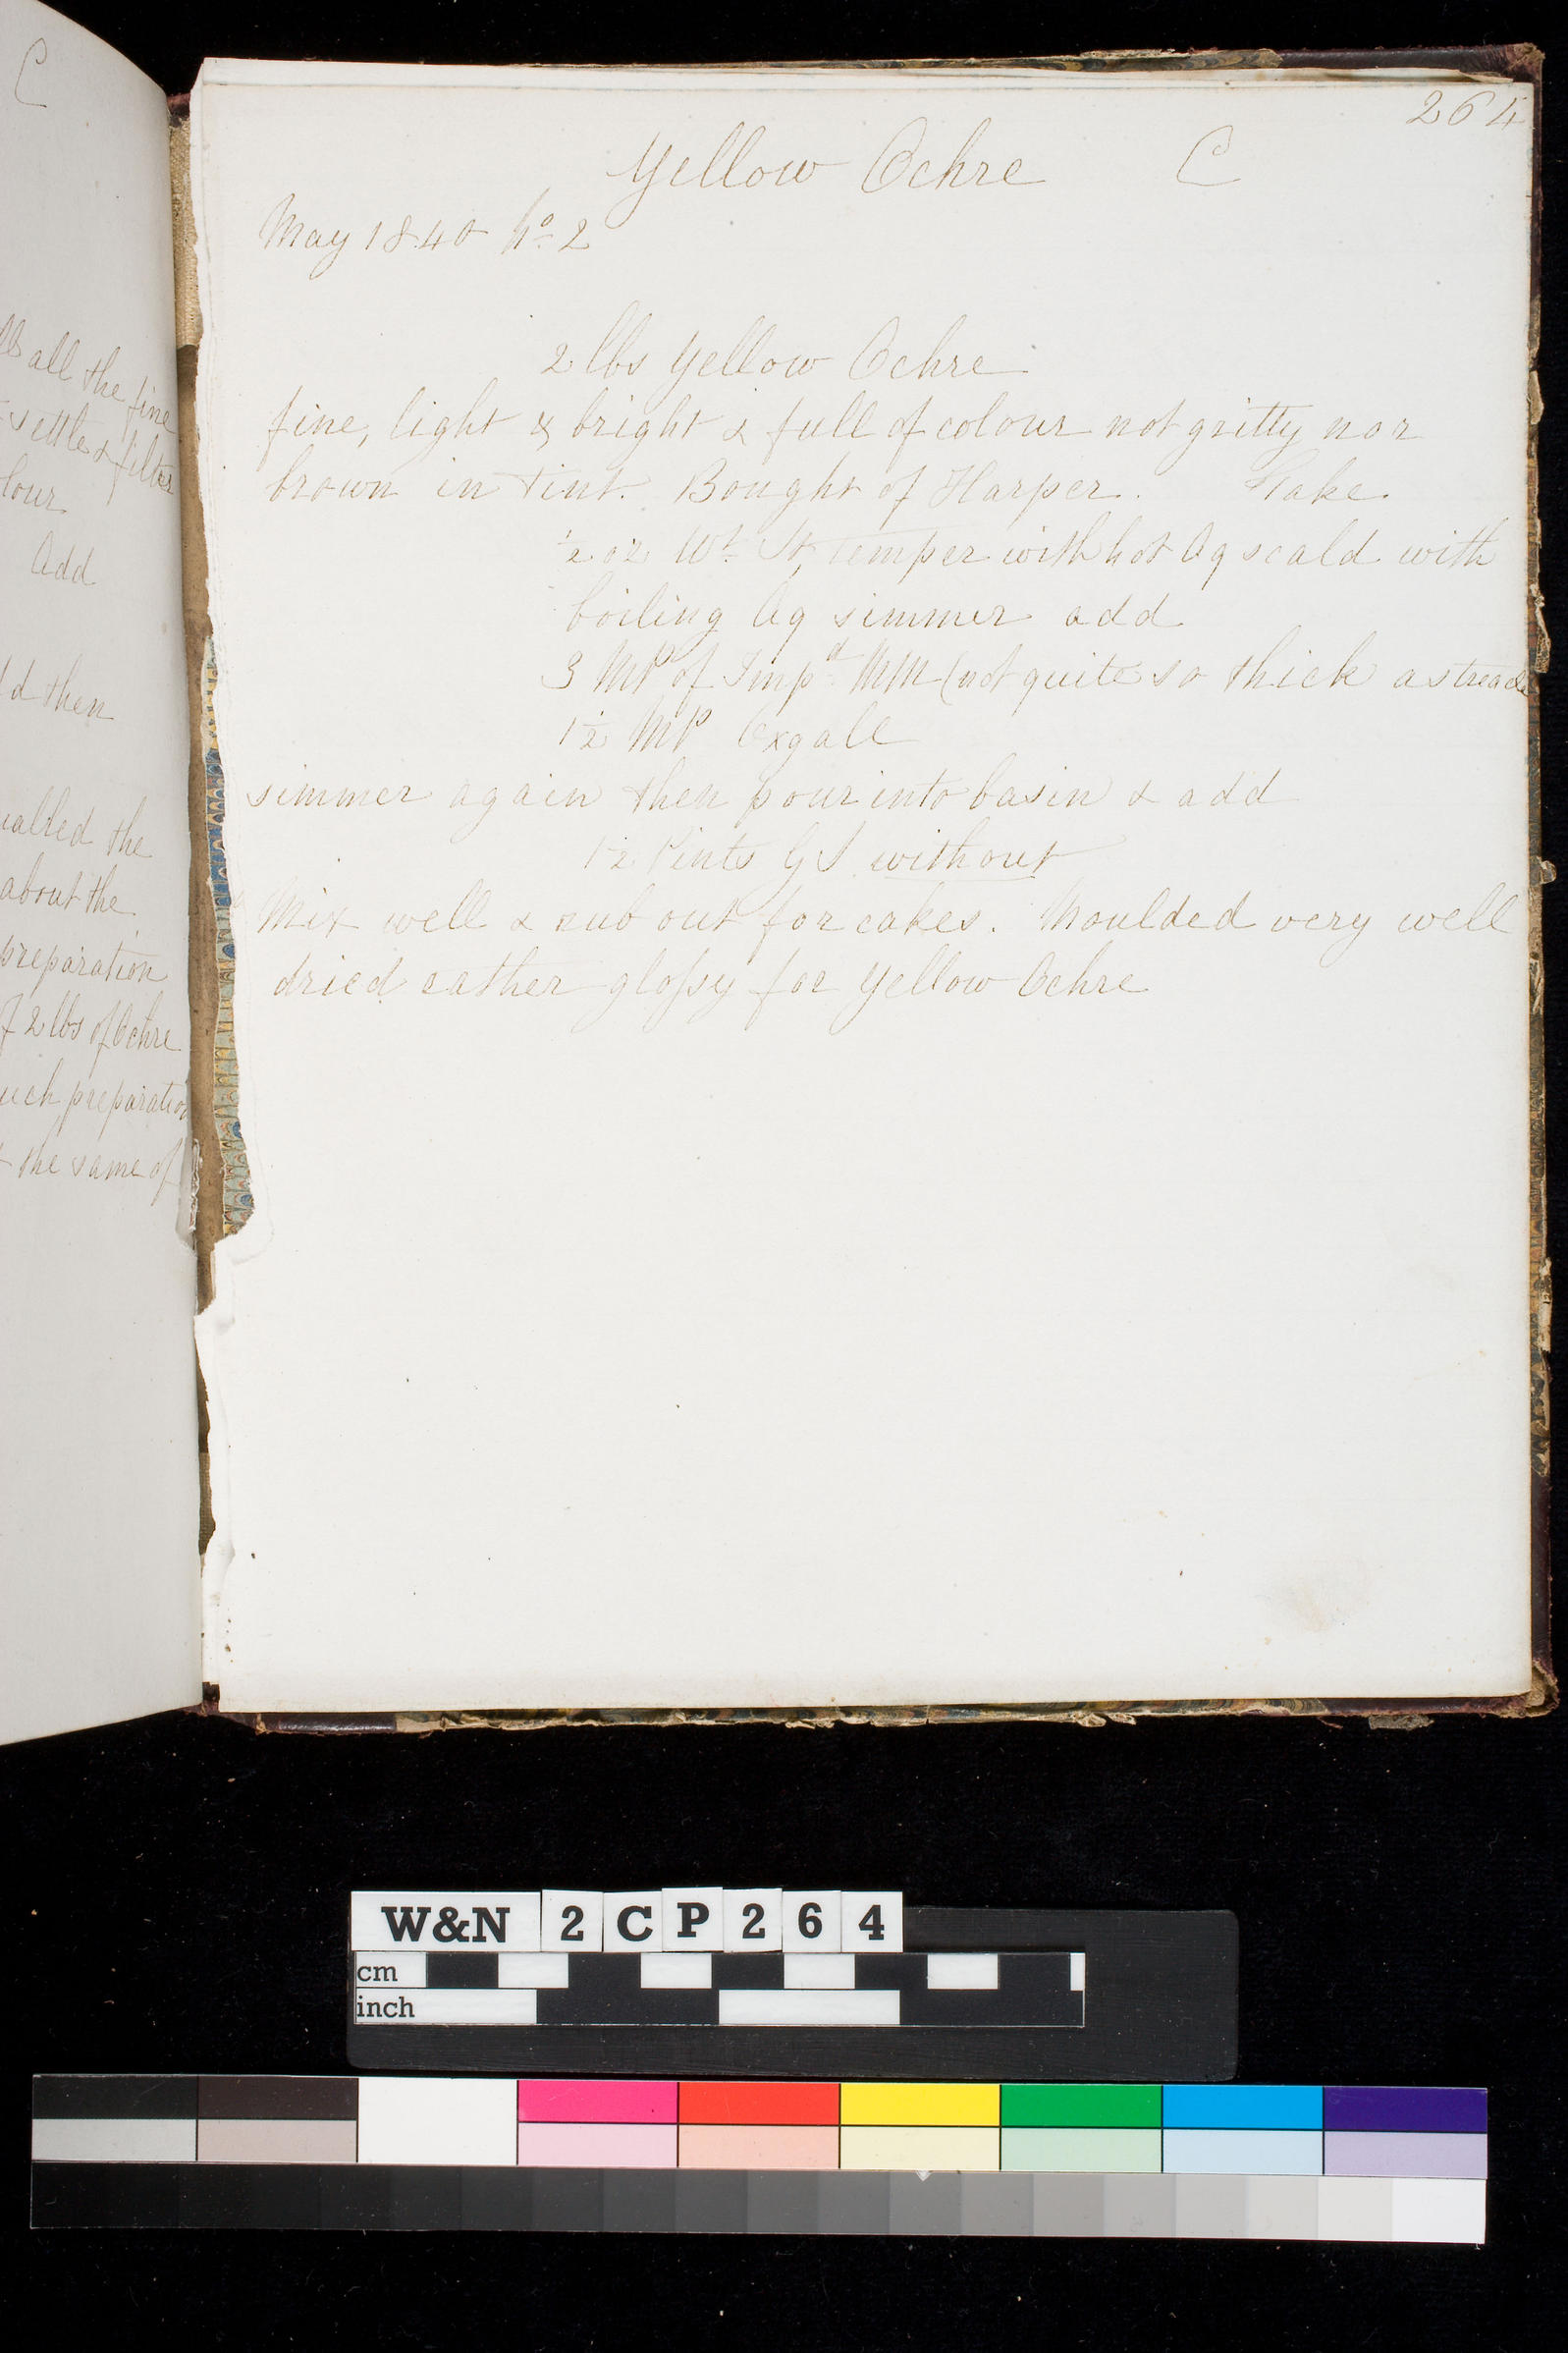 C
ll all the fine
settle & filter
lour
Add
'd then
ualled the
about the
preparation
f 2 lbs of Ochre
uch preparation
the same of
264
Yellow Ochre C
May 1840 No 2
2 lbs Yellow Ochre
fine, light & bright & full of colour not gritty nor
brown in tint. Bought of Harper. Take
½ oz Wt St, temper with hot Aq scald with
boiling Aq simmer add
3 MP of Impd MM (not quite so thick as treacle
1½ MP Oxgall
simmer again then pour into basin & add
1½ Pints GS without
Mix well & rub out for cakes. Moulded very well
dried rather glossy for Yellow Ochre
W&N 2 C P 2 6 4
cm
inch